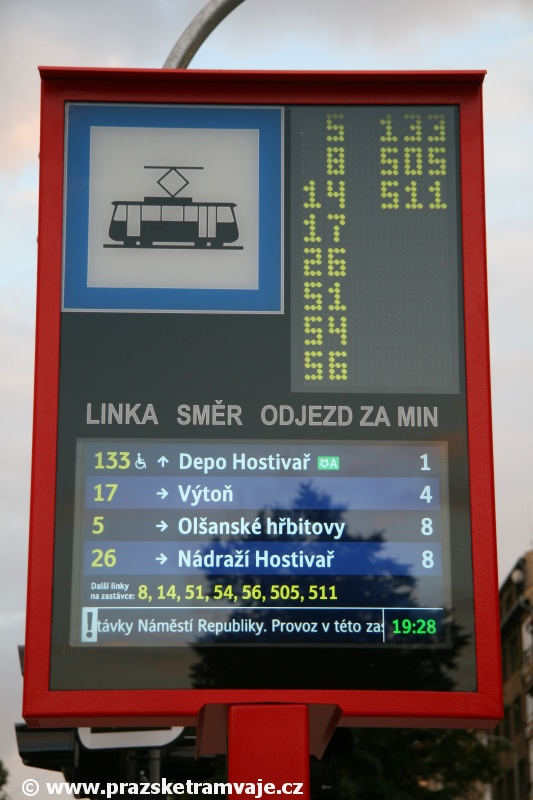 5 133
8 505
14 511
17
26
51
54
56
LINKA SMĚR ODJEZD ZA MIN
133 ↑ Depo Hostivař A 1
17 → Výtoň 4
5 → Olšanské hřbitovy 8
26 → Nádraží Hostivař 8
Další linky
na zastávce: 8, 14, 51, 54, 56, 505, 511
! távky Náměstí Republiky. Provoz v této zas 19:28
© www.prazsketramvaje.cz